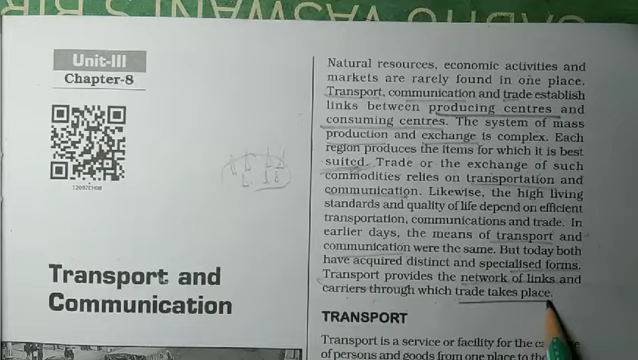 SADHU VASWANI'S BIR
Unit-III
Chapter-8
12092CH08
Transport and
Communication
Natural resources, economic activities and
markets are rarely found in one place.
Transport, communication and trade establish
links between producing centres and
consuming centres. The system of mass
production and exchange is complex. Each
region produces the items for which it is best
suited. Trade or the exchange of such
commodities relies on transportation and
communication. Likewise, the high living
standards and quality of life depend on efficient
transportation, communications and trade. In
earlier days, the means of transport and
communication were the same. But today both
have acquired distinct and specialised forms.
Transport provides the network of links and
carriers through which trade takes place.
TRANSPORT
Transport is a service or facility for the
of persons and goods from one place to the